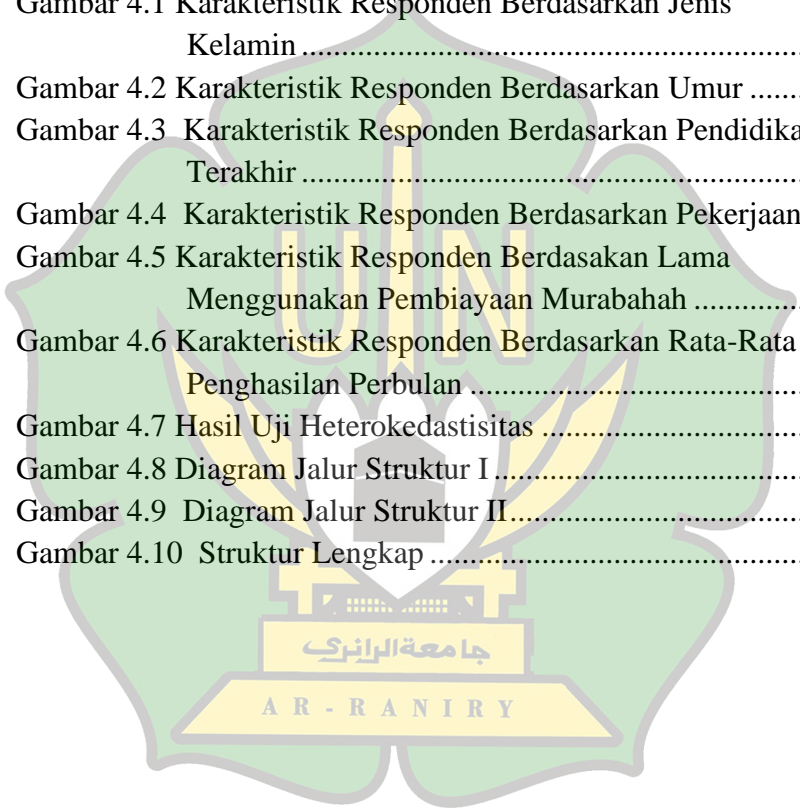 Gambar 4.1 Karakteristik Responden Berdasarkan Jenis
Kelamin ........................................................
Gambar 4.2 Karakteristik Responden Berdasarkan Umur .......
Gambar 4.3 Karakteristik Responden Berdasarkan Pendidika
Terakhir ........................................................
Gambar 4.4 Karakteristik Responden Berdasarkan Pekerjaan
Gambar 4.5 Karakteristik Responden Berdasakan Lama
Menggunakan Pembiayaan Murabahah ..............
Gambar 4.6 Karakteristik Responden Berdasarkan Rata-Rata
Penghasilan Perbulan ..........................................
Gambar 4.7 Hasil Uji Heterokedastisitas .................................
Gambar 4.8 Diagram Jalur Struktur I .......................................
Gambar 4.9 Diagram Jalur Struktur II.....................................
Gambar 4.10 Struktur Lengkap ...............................................
UIN
جامعة الرانري
AR-RANIRY